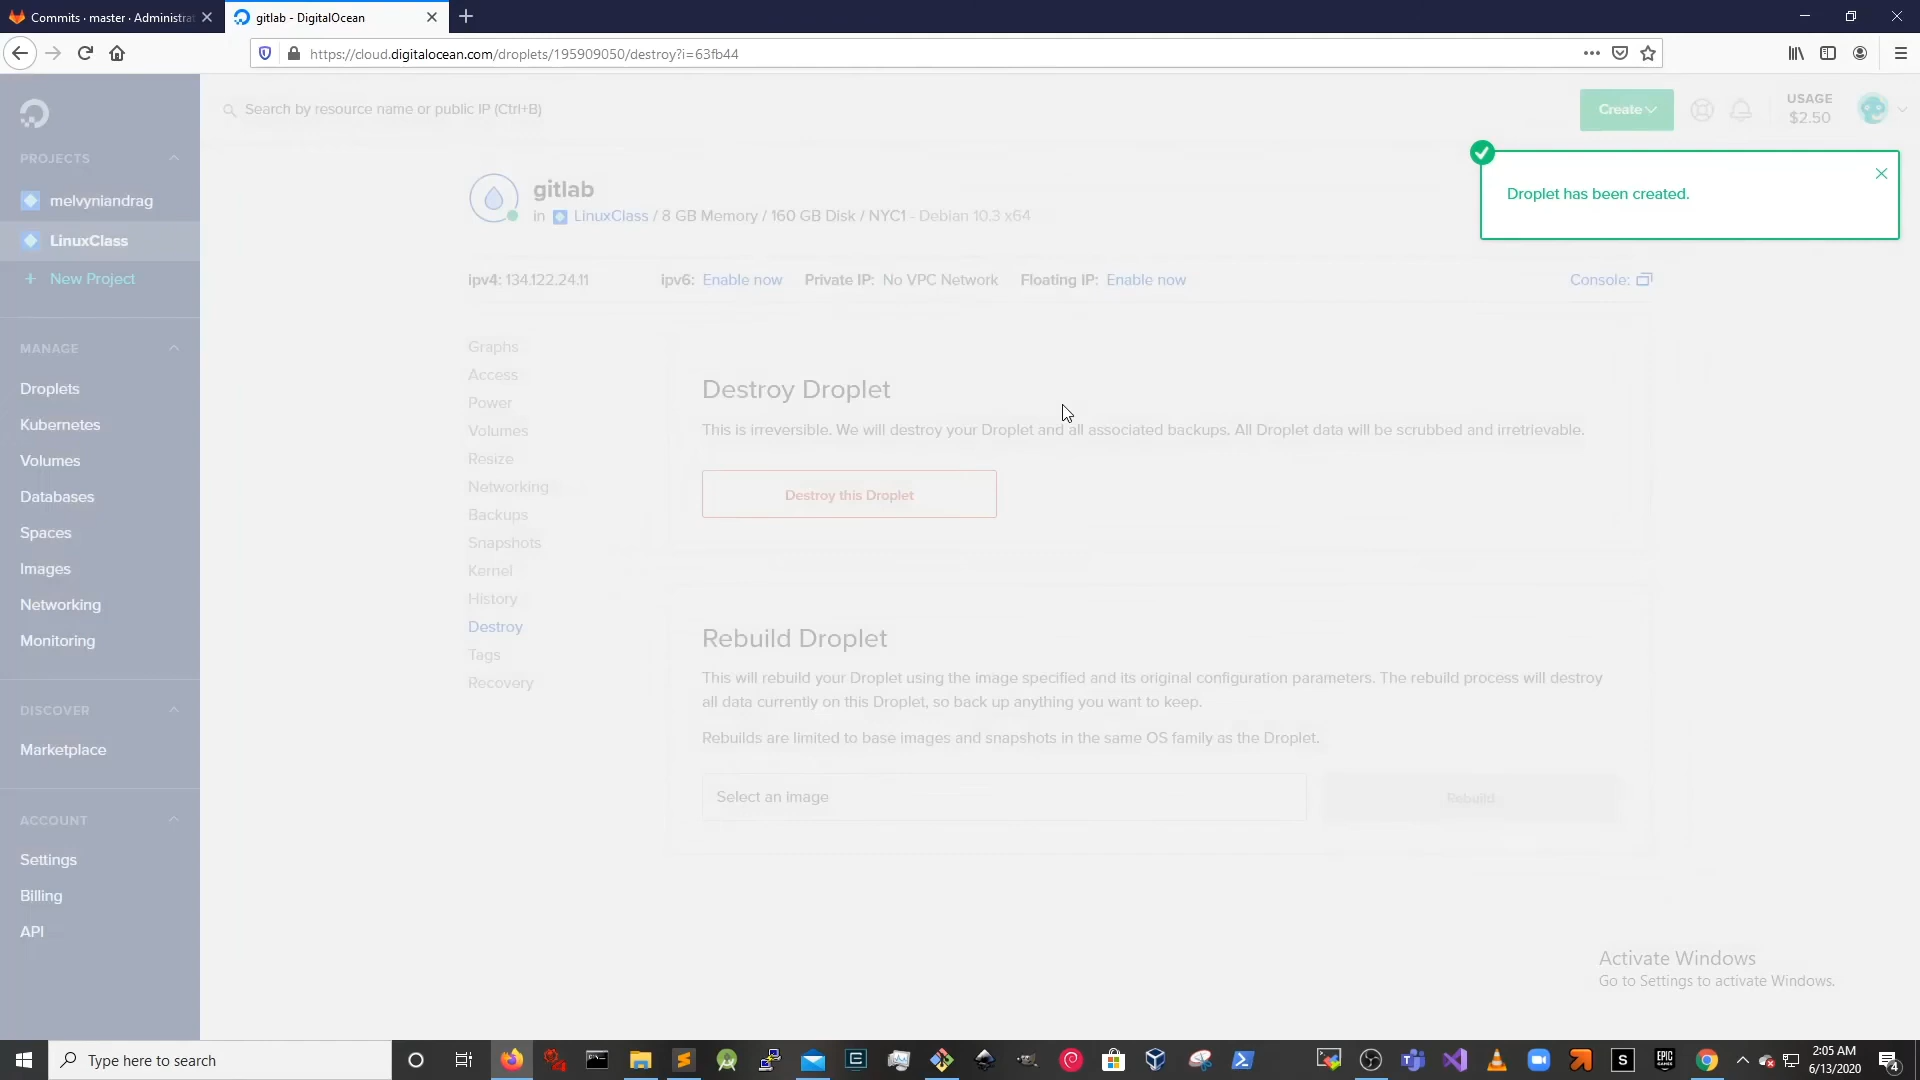 Commits · master · Administrat
gitlab - DigitalOcean
https://cloud.digitalocean.com/droplets/195909050/destroy?i=63fb44
Search by resource name or public IP (Ctrl+B)
Create
USAGE
$2.50
PROJECTS
melvyniandrag
LinuxClass
New Project
MANAGE
Droplets
Kubernetes
Volumes
Databases
Spaces
Images
Networking
Monitoring
DISCOVER
Marketplace
ACCOUNT
Settings
Billing
API
Droplet has been created.
gitlab
in LinuxClass / 8 GB Memory / 160 GB Disk / NYC1 - Debian 10.3 x64
ipv4: 134.122.24.11 ipv6: Enable now Private IP: No VPC Network Floating IP: Enable now Console:
Graphs
Access
Power
Volumes
Resize
Networking
Backups
Snapshots
Kernel
History
Destroy
Tags
Recovery
Destroy Droplet
This is irreversible. We will destroy your Droplet and all associated backups. All Droplet data will be scrubbed and irretrievable.
Destroy this Droplet
Rebuild Droplet
This will rebuild your Droplet using the image specified and its original configuration parameters. The rebuild process will destroy
all data currently on this Droplet, so back up anything you want to keep.
Rebuilds are limited to base images and snapshots in the same OS family as the Droplet.
Select an image
Rebuild
Activate Windows
Go to Settings to activate Windows.
Type here to search
EPIC
GAMES
2:05 AM
6/13/2020
4